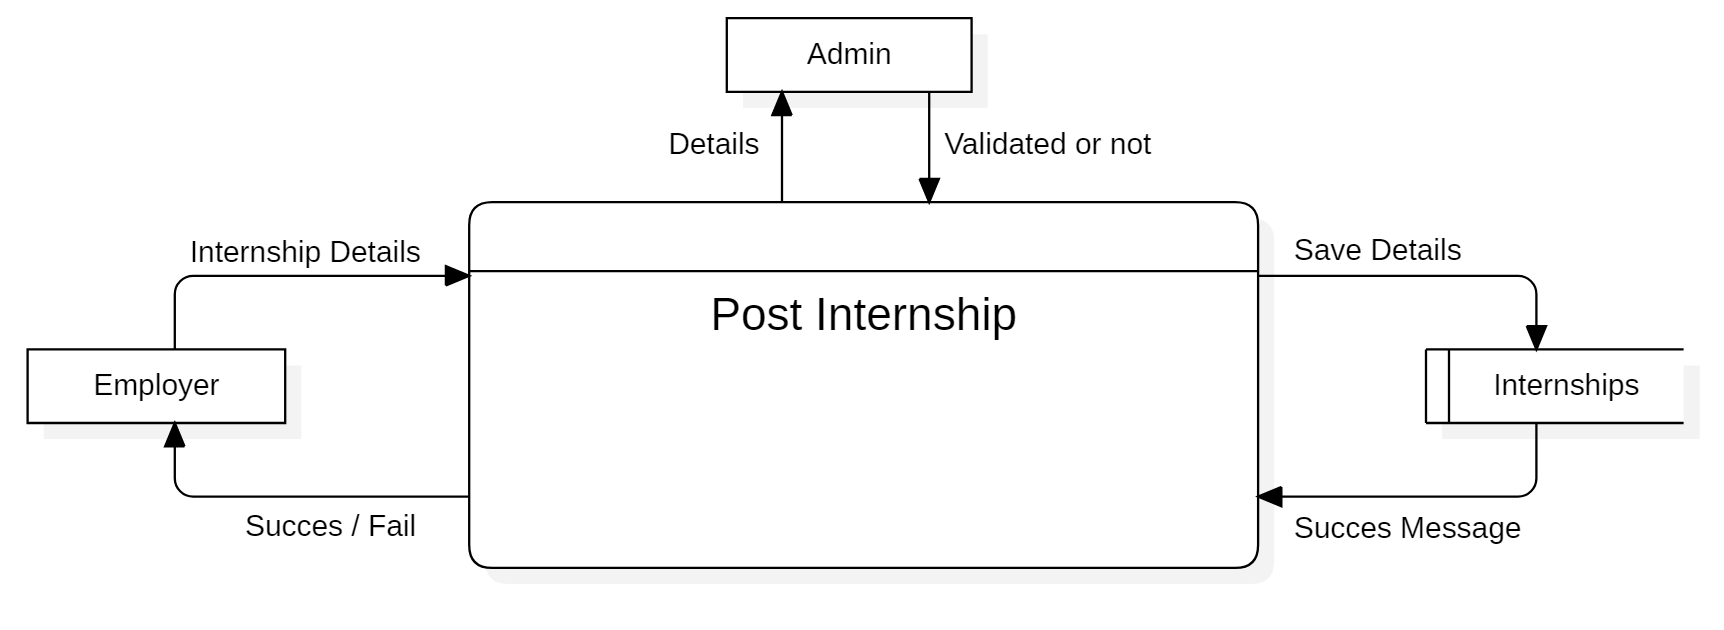 Admin
Details
Validated or not
Internship Details
Save Details
Post Internship
Employer
Internships
Succes / Fail
Succes Message